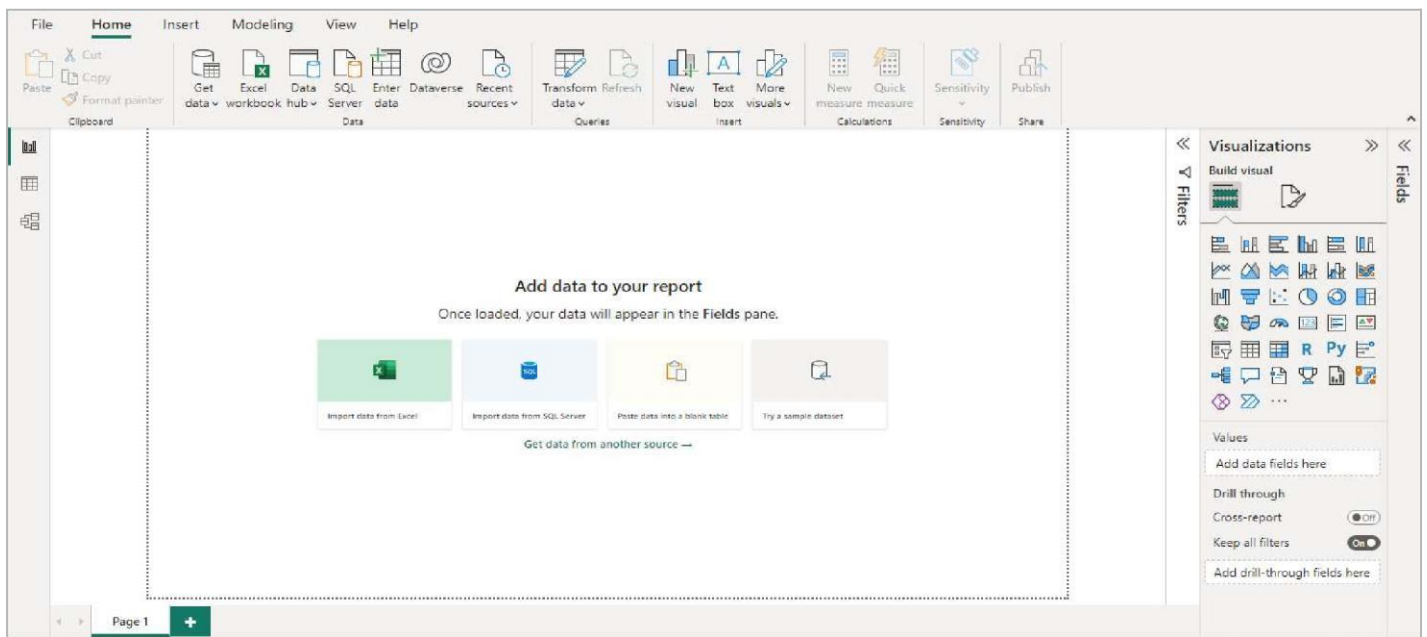 File Home Insert Modeling View Help
Paste
Cut
Copy
Format painter
Clipboard
Get data
Excel workbook
Data hub
SQL Server
Enter data
Dataverse
Recent sources
Data
Transform data
Refresh
Queries
New visual
Text box
More visuals
Insert
New measure
Quick measure
Calculations
Sensitivity
Sensitivity
Publish
Share
Add data to your report
Once loaded, your data will appear in the Fields pane.
Import data from Excel
SQL
Import data from SQL Server
Paste data into a blank table
Try a sample dataset
Get data from another source →
Filters
Visualizations
Build visual
123
R Py
Values
Add data fields here
Drill through
Cross-report Off
Keep all filters On
Add drill-through fields here
Fields
Page 1